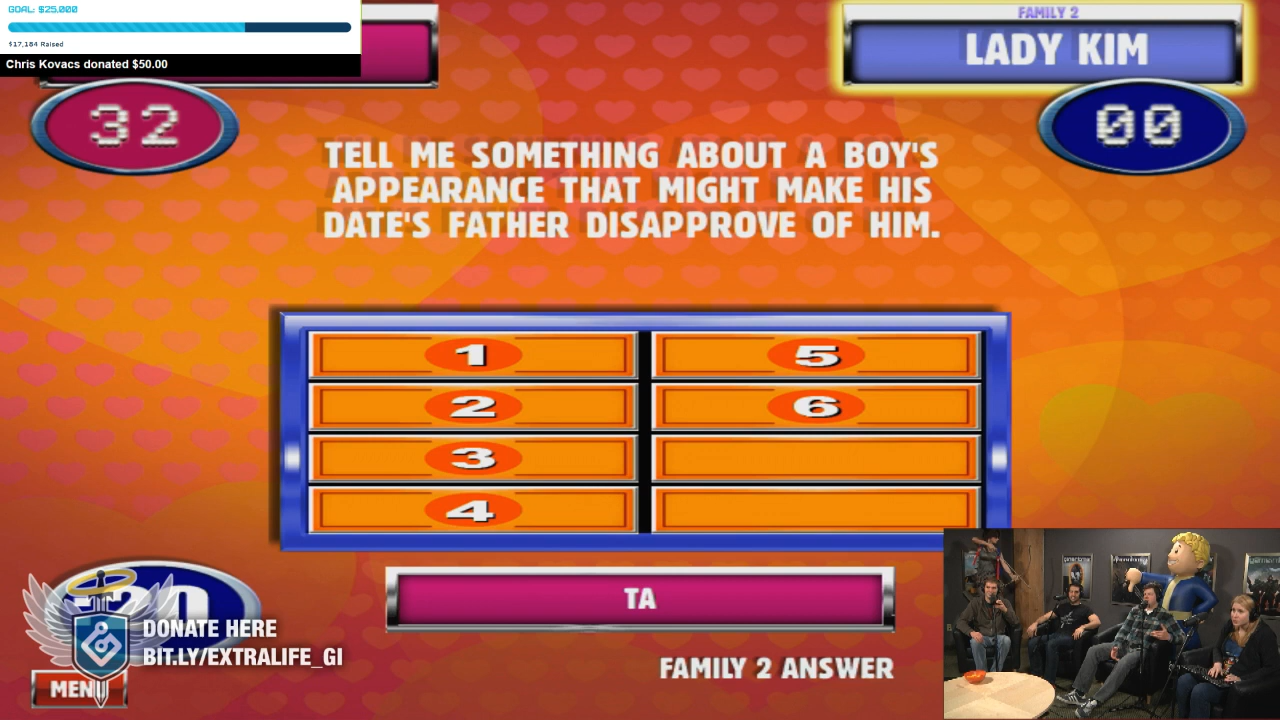 GOAL: $25,000
$17,184 Raised
Chris Kovacs donated $50.00
FAMILY 2
LADY KIM
32
00
TELL ME SOMETHING ABOUT A BOY'S
APPEARANCE THAT MIGHT MAKE HIS
DATE'S FATHER DISAPPROVE OF HIM.
1
2
3
4
5
6
TA
FAMILY 2 ANSWER
DONATE HERE
BIT.LY/EXTRALIFE_GI
MENU